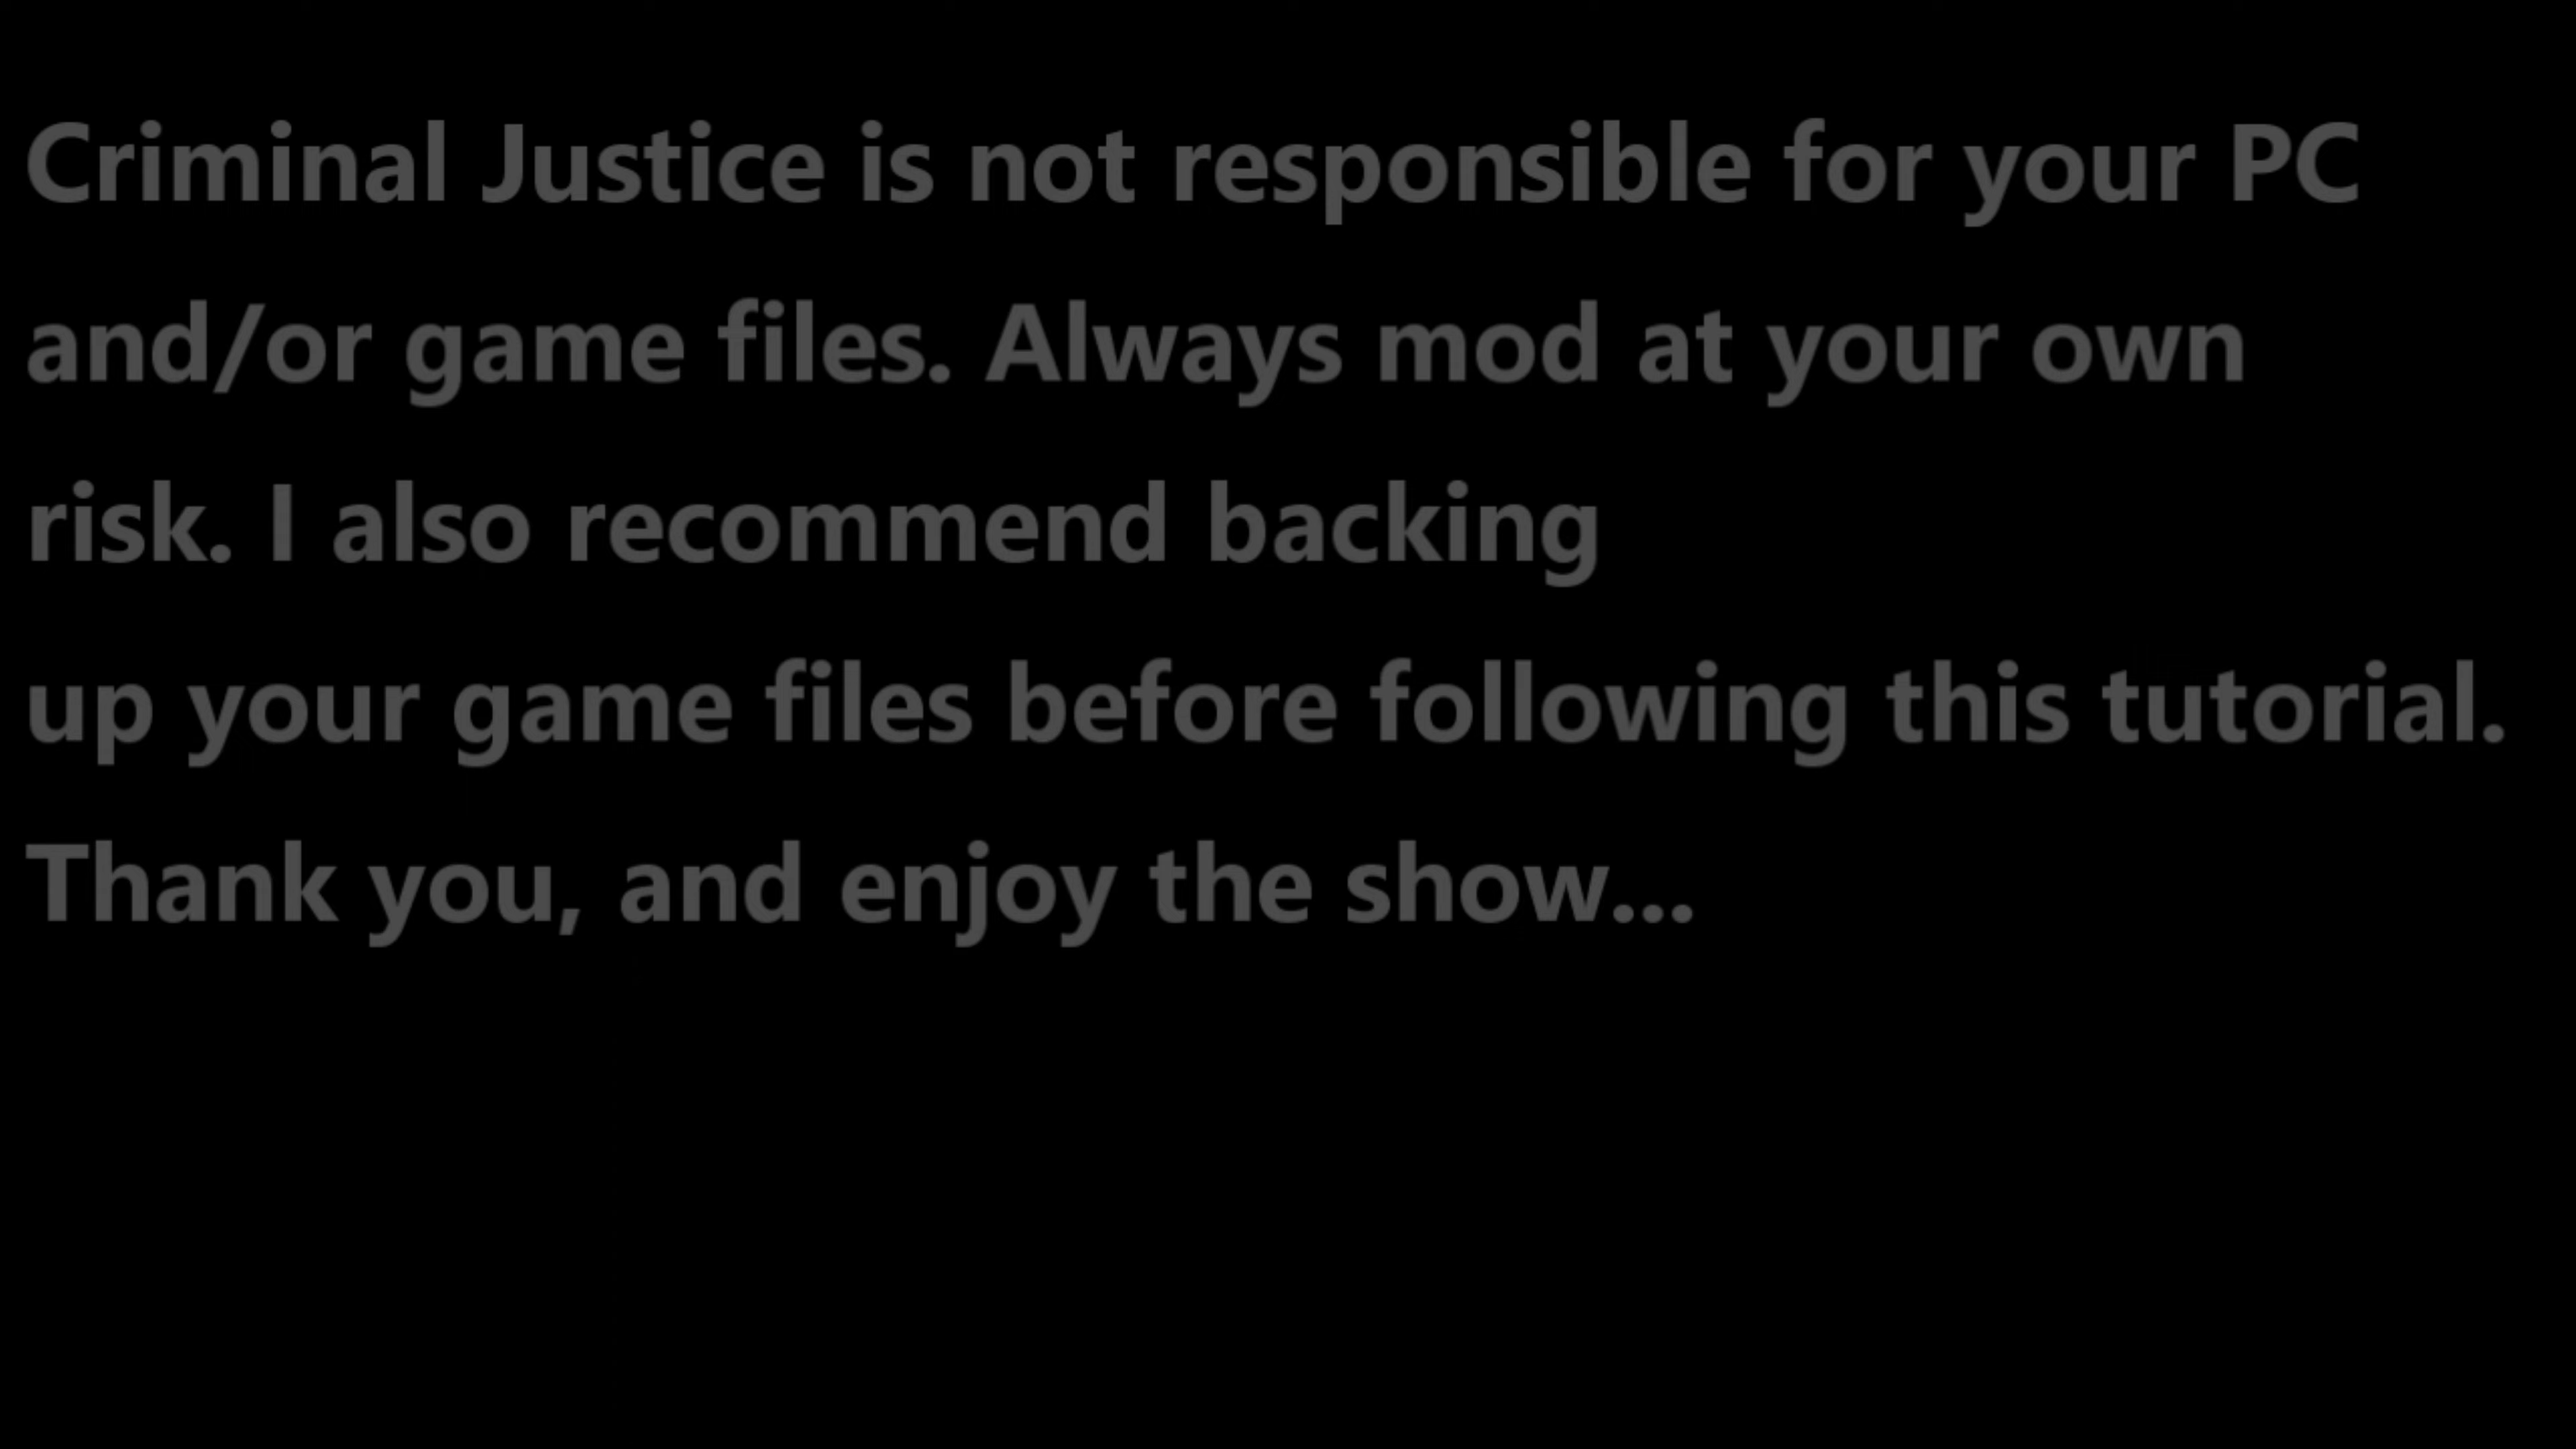 Criminal Justice is not responsible for your PC
and/or game files. Always mod at your own
risk. I also recommend backing
up your game files before following this tutorial.
Thank you, and enjoy the show...